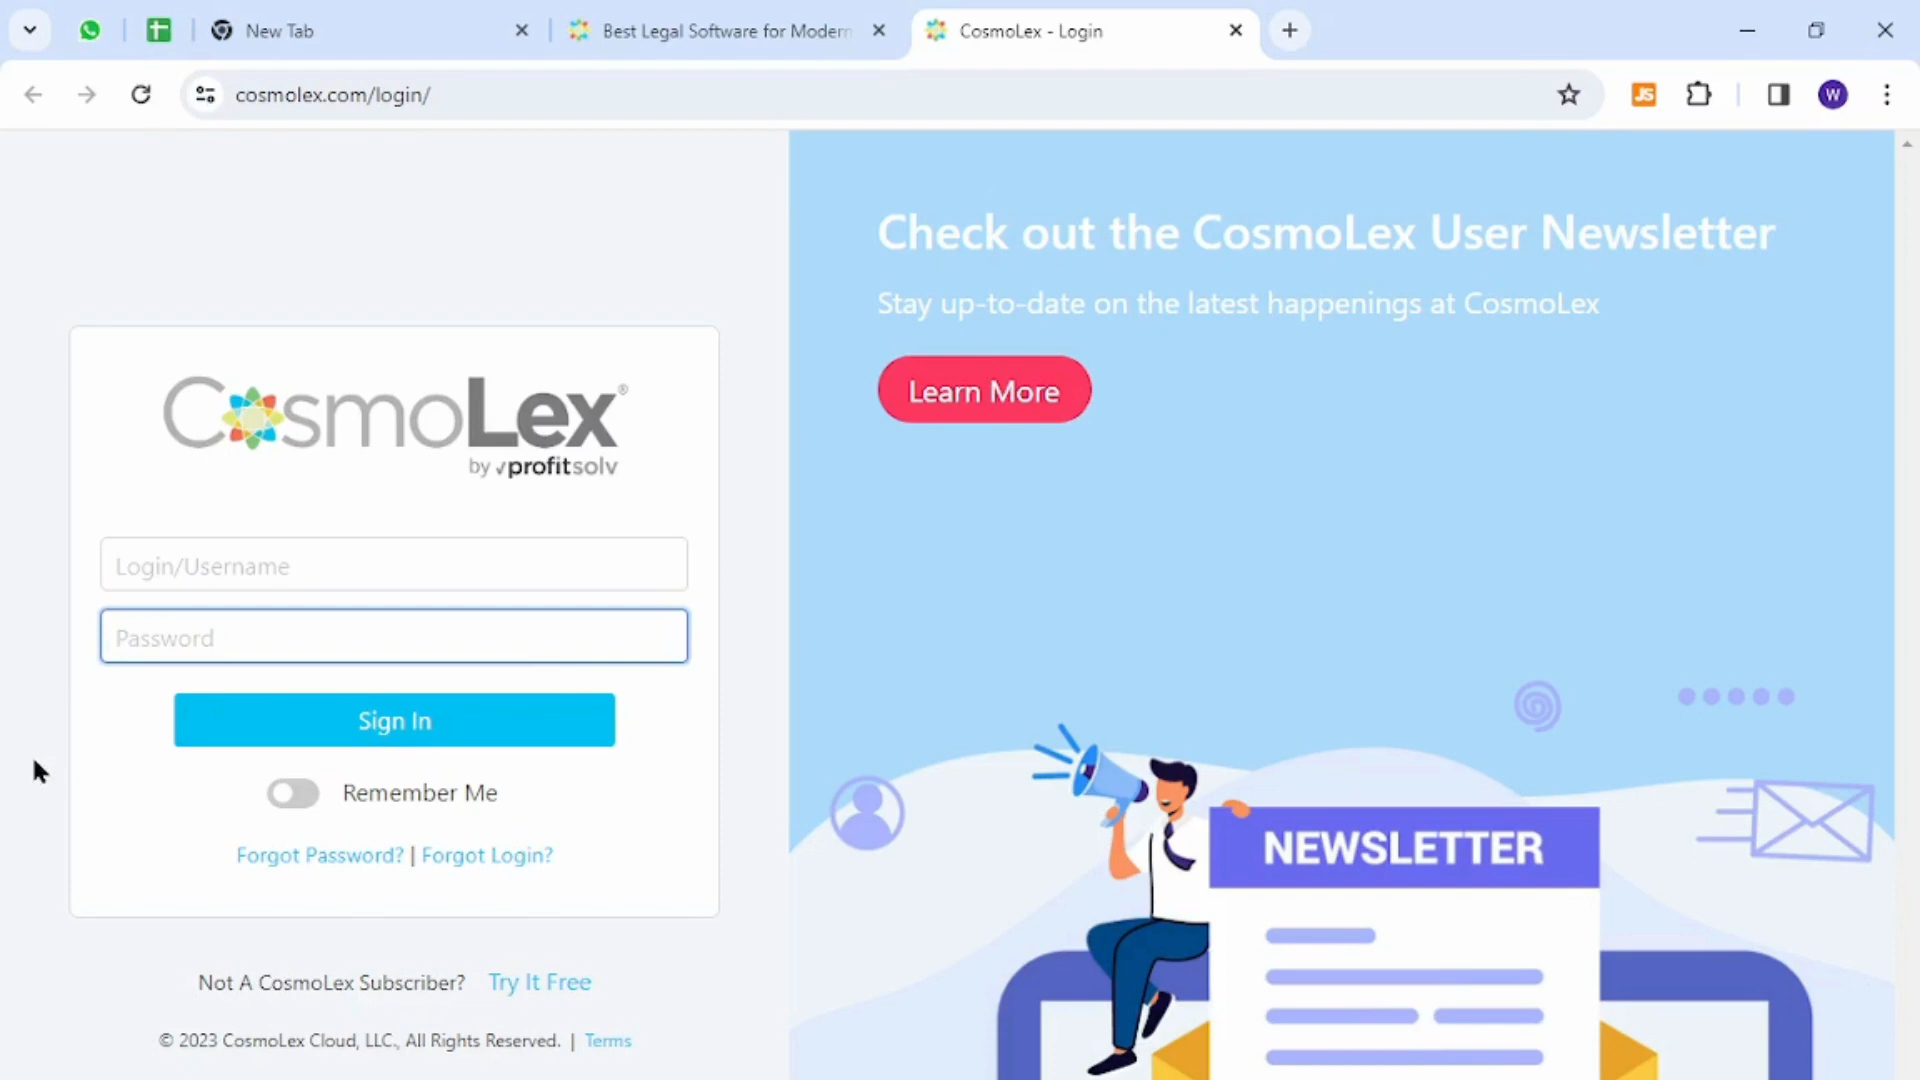 New Tab
Best Legal Software for Modern
CosmoLex - Login
cosmolex.com/login/
JS
W
CosmoLex®
by profitsolv
Login/Username
Password
Sign In
Remember Me
Forgot Password? | Forgot Login?
Not A CosmoLex Subscriber? Try It Free
© 2023 CosmoLex Cloud, LLC., All Rights Reserved. | Terms
Check out the CosmoLex User Newsletter
Stay up-to-date on the latest happenings at CosmoLex
Learn More
NEWSLETTER